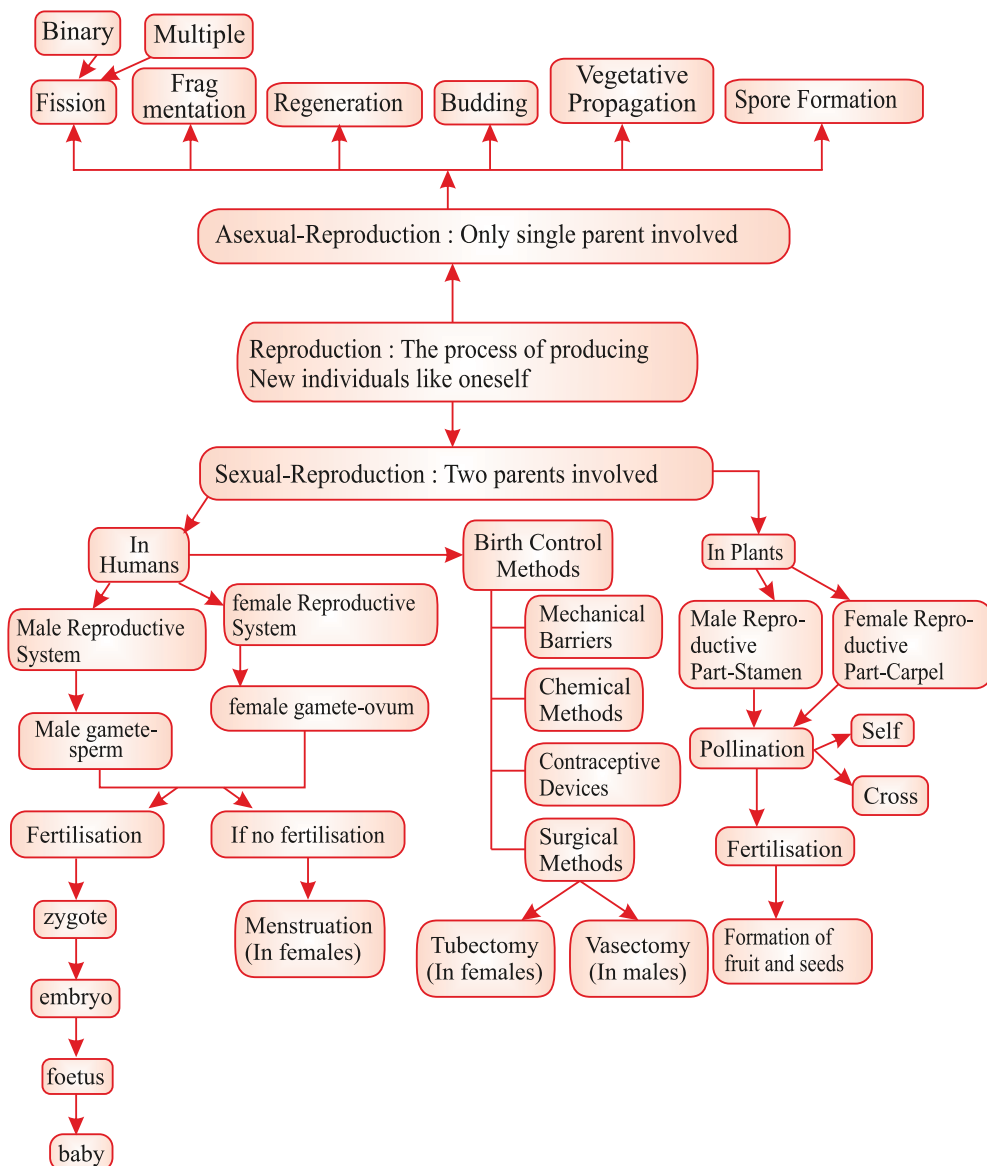 Binary
Multiple
Fission
Frag
mentation
Regeneration
Budding
Vegetative
Propagation
Spore Formation
Asexual-Reproduction : Only single parent involved
Reproduction : The process of producing
New individuals like oneself
Sexual-Reproduction : Two parents involved
In
Humans
Birth Control
Methods
In Plants
Male Reproductive
System
female Reproductive
System
Mechanical
Barriers
Male Repro-
ductive
Part-Stamen
Female Repro-
ductive
Part-Carpel
Male gamete-
sperm
female gamete-ovum
Chemical
Methods
Pollination
Self
Cross
Contraceptive
Devices
Fertilisation
If no fertilisation
Surgical
Methods
Fertilisation
zygote
Menstruation
(In females)
Tubectomy
(In females)
Vasectomy
(In males)
Formation of
fruit and seeds
embryo
foetus
baby